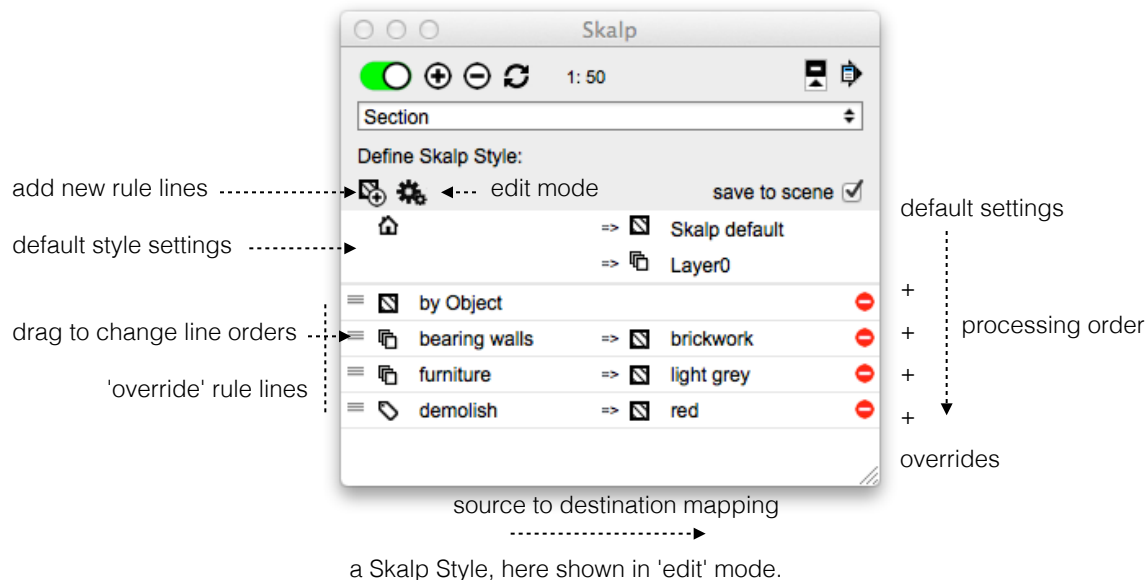 Skalp
1: 50
Section
Define Skalp Style:
add new rule lines
edit mode
save to scene
default settings
default style settings
=> Skalp default
=> Layer0
by Object
+
drag to change line orders
bearing walls => brickwork
+
processing order
'override' rule lines
furniture => light grey
+
demolish => red
+
overrides
source to destination mapping
a Skalp Style, here shown in 'edit' mode.